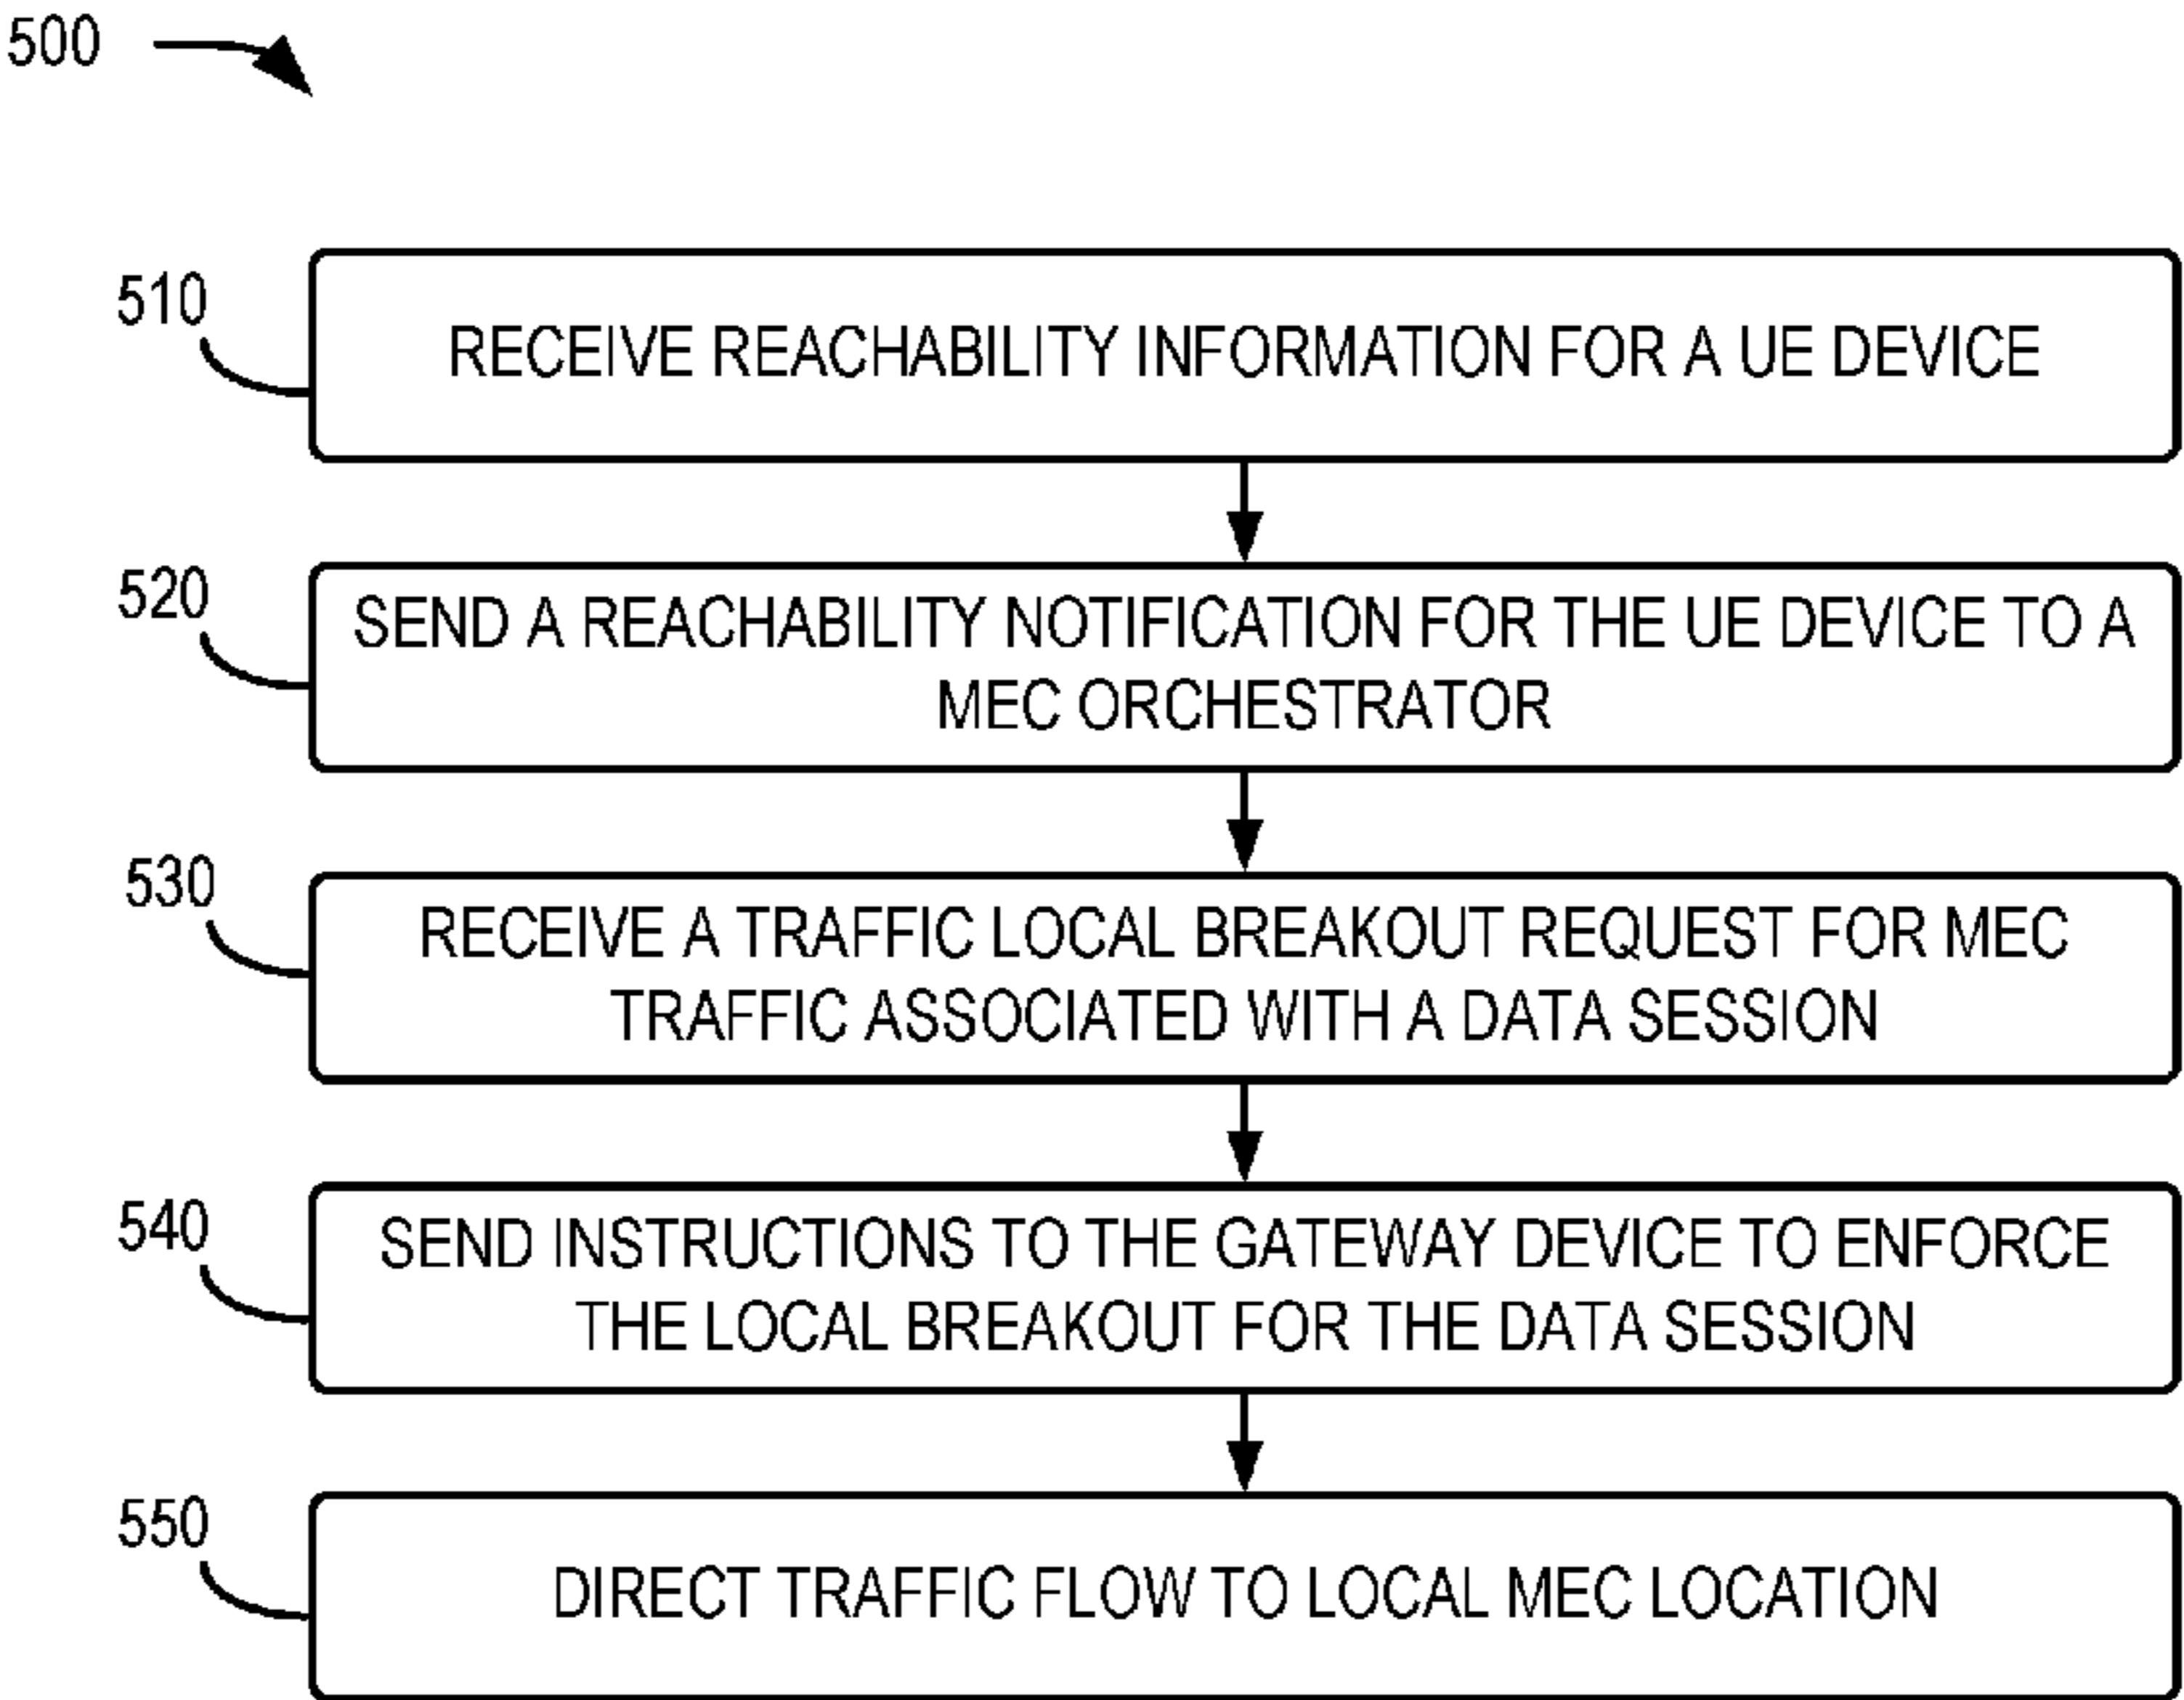 500
510
RECEIVE REACHABILITY INFORMATION FOR A UE DEVICE
520
SEND A REACHABILITY NOTIFICATION FOR THE UE DEVICE TO A
MEC ORCHESTRATOR
530
RECEIVE A TRAFFIC LOCAL BREAKOUT REQUEST FOR MEC
TRAFFIC ASSOCIATED WITH A DATA SESSION
540
SEND INSTRUCTIONS TO THE GATEWAY DEVICE TO ENFORCE
THE LOCAL BREAKOUT FOR THE DATA SESSION
550
DIRECT TRAFFIC FLOW TO LOCAL MEC LOCATION